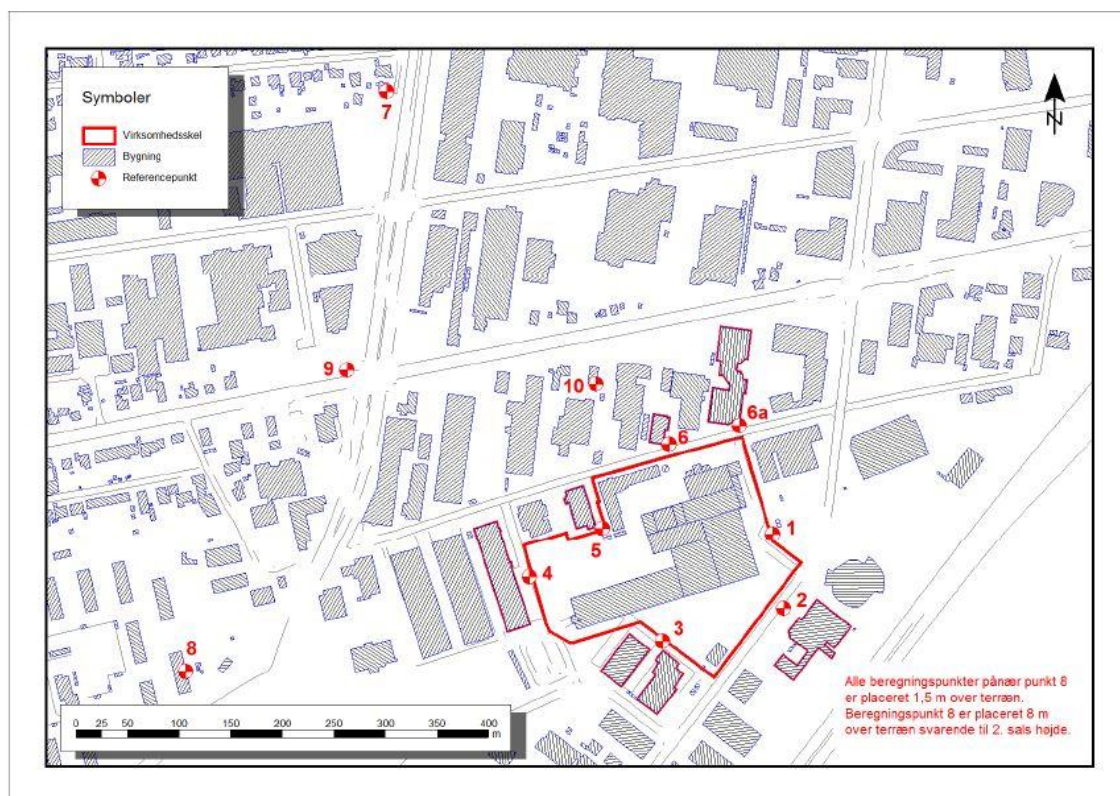 Symboler
Virksomhedsskel
Bygning
Referencepunkt
N
7
9
10
6a
6
1
5
4
2
3
8
Alle beregningspunkter pånær punkt 8
er placeret 1,5 m over terræn.
Beregningspunkt 8 er placeret 8 m
over terræn svarende til 2. sals højde.
0 25 50 100 150 200 250 300 350 400
m